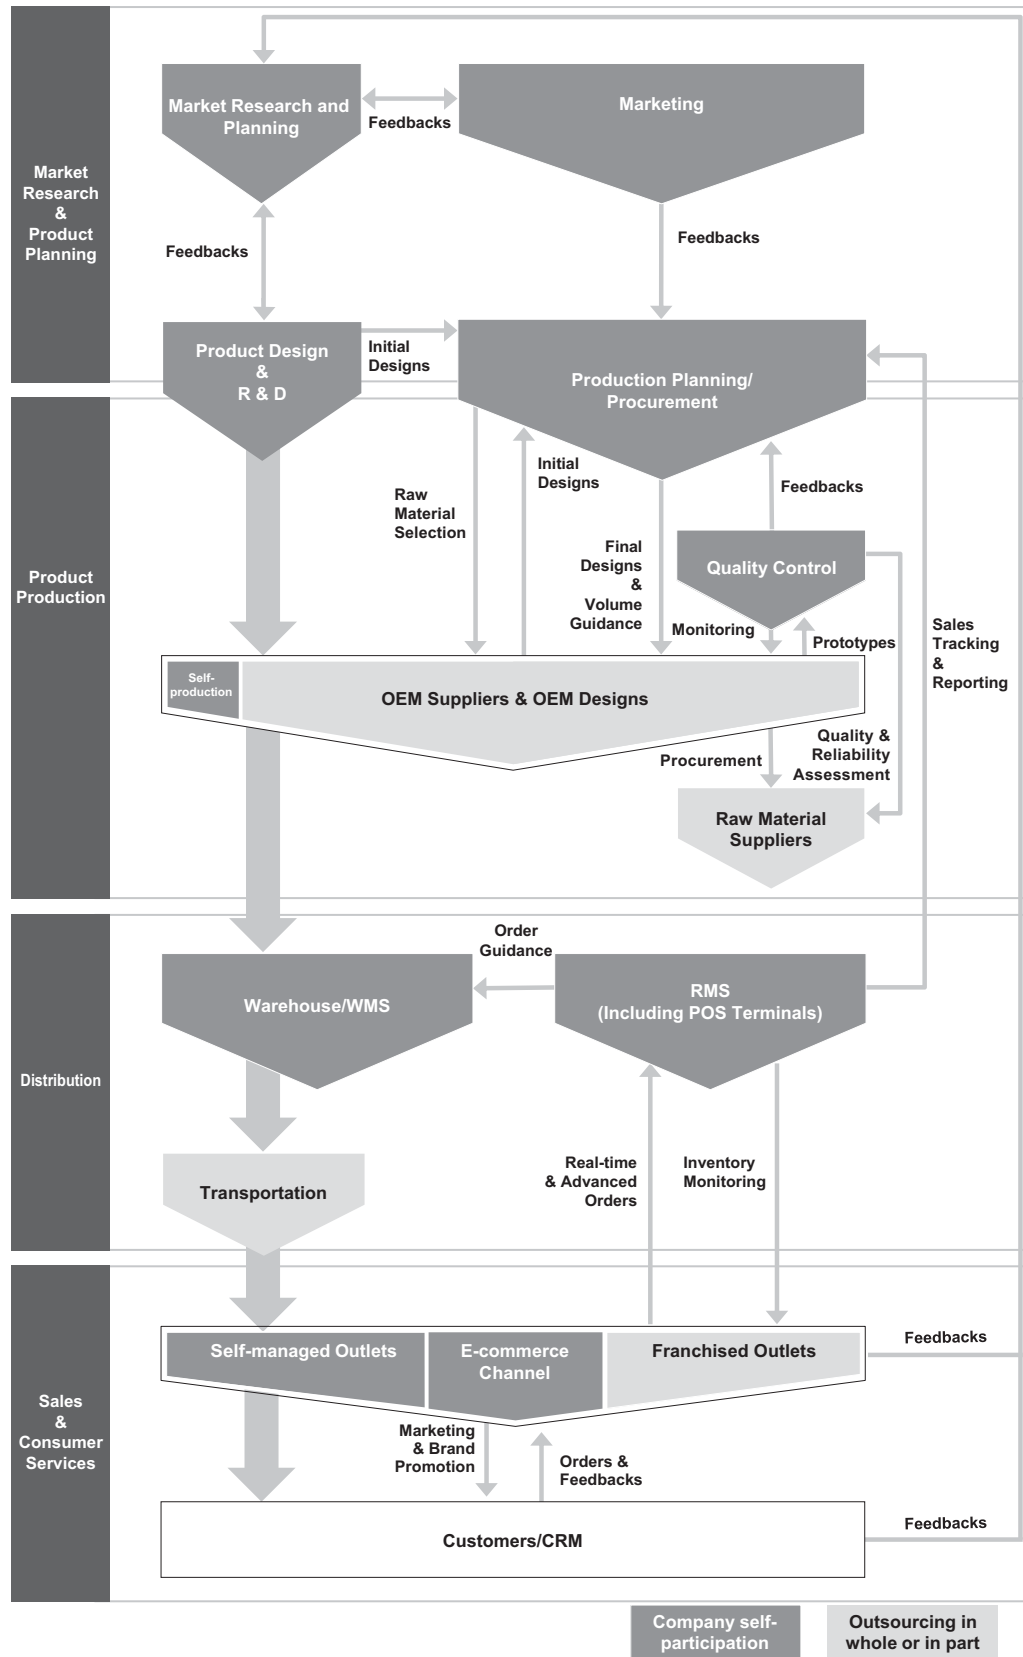 Market
Research
&
Product
Planning
Market Research and
Planning
Feedbacks
Marketing
Feedbacks
Feedbacks
Product Design
&
R & D
Initial
Designs
Production Planning/
Procurement
Product
Production
Raw
Material
Selection
Initial
Designs
Final
Designs
&
Volume
Guidance
Feedbacks
Quality Control
Monitoring
Prototypes
Sales
Tracking
&
Reporting
Self-
production
OEM Suppliers & OEM Designs
Procurement
Quality &
Reliability
Assessment
Raw Material
Suppliers
Distribution
Order
Guidance
Warehouse/WMS
RMS
(Including POS Terminals)
Real-time
& Advanced
Orders
Inventory
Monitoring
Transportation
Sales
&
Consumer
Services
Self-managed Outlets
E-commerce
Channel
Franchised Outlets
Feedbacks
Marketing
& Brand
Promotion
Orders &
Feedbacks
Customers/CRM
Feedbacks
Company self-
participation
Outsourcing in
whole or in part